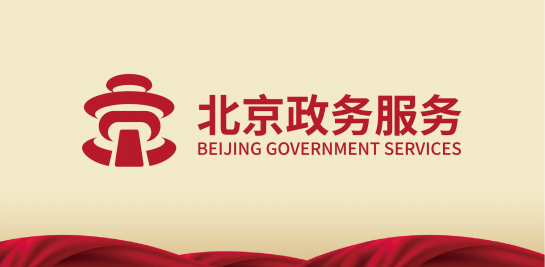 北京政务服务
BEIJING GOVERNMENT SERVICES